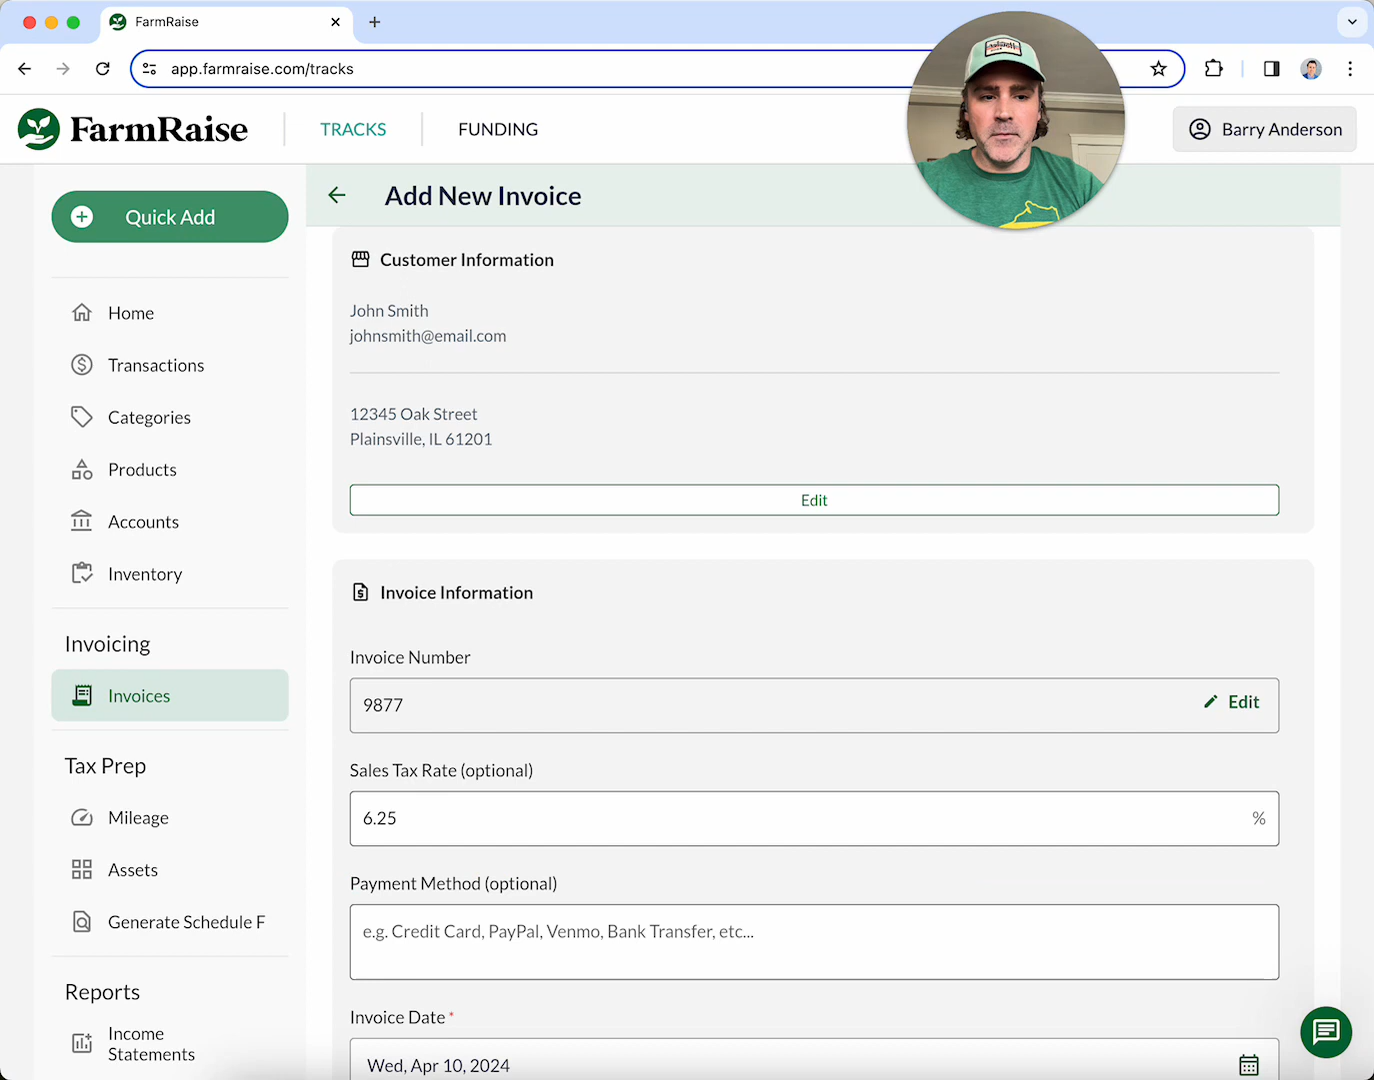 FarmRaise
app.farmraise.com/tracks
FarmRaise
TRACKS
FUNDING
Barry Anderson
Quick Add
Home
Transactions
Categories
Products
Accounts
Inventory
Invoicing
Invoices
Tax Prep
Mileage
Assets
Generate Schedule F
Reports
Income
Statements
Add New Invoice
Customer Information
John Smith
johnsmith@email.com
12345 Oak Street
Plainsville, IL 61201
Edit
Invoice Information
Invoice Number
9877
Edit
Sales Tax Rate (optional)
6.25
%
Payment Method (optional)
e.g. Credit Card, PayPal, Venmo, Bank Transfer, etc...
Invoice Date *
Wed, Apr 10, 2024